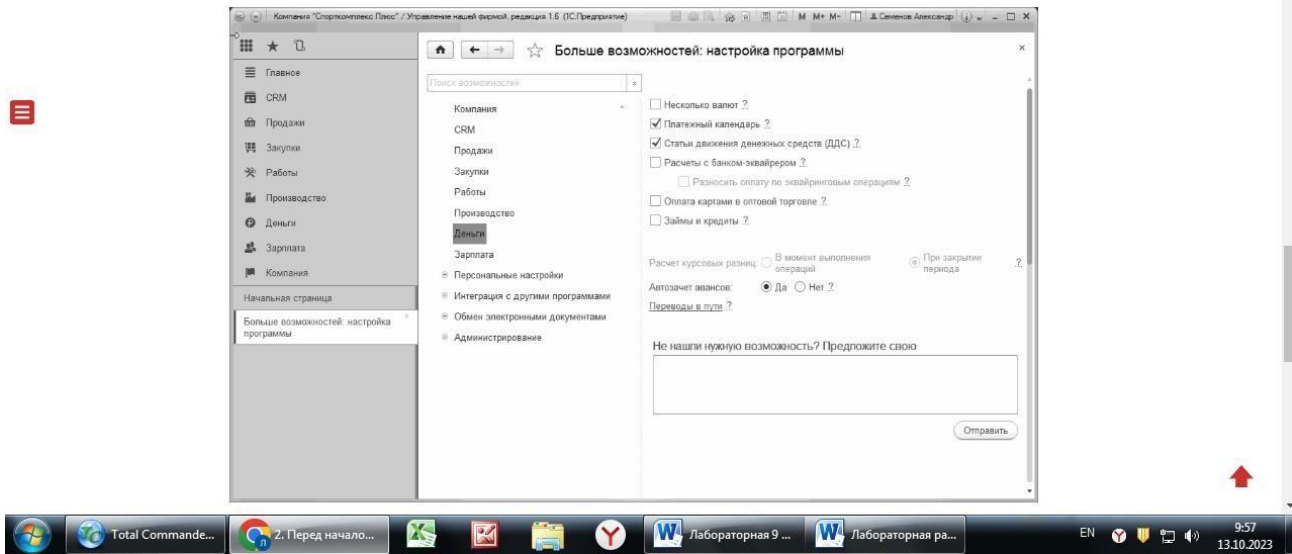 Компания "Спорткомплекс Плюс" / Управление нашей фирмой, редакция 1.6 (1С:Предприятие)
M M+ M- Семенов Александр
Больше возможностей: настройка программы
Главное
CRM
Продажи
Закупки
Работы
Производство
Деньги
Зарплата
Компания
Начальная страница
Больше возможностей: настройка
программы
Поиск возможностей
Компания
CRM
Продажи
Закупки
Работы
Производство
Деньги
Зарплата
Персональные настройки
Интеграция с другими программами
Обмен электронными документами
Администрирование
Несколько валют ?
Платежный календарь ?
Статьи движения денежных средств (ДДС) ?
Расчеты с банком-эквайрером ?
Разносить оплату по эквайринговым операциям ?
Оплата картами в оптовой торговле ?
Займы и кредиты ?
Расчет курсовых разниц: В момент выполнения операций При закрытии периода ?
Автозачет авансов: Да Нет ?
Переводы в пути ?
Не нашли нужную возможность? Предложите свою
Отправить
Total Commande...
2. Перед начало...
Лабораторная 9 ...
Лабораторная ра...
EN
9:57
13.10.2023